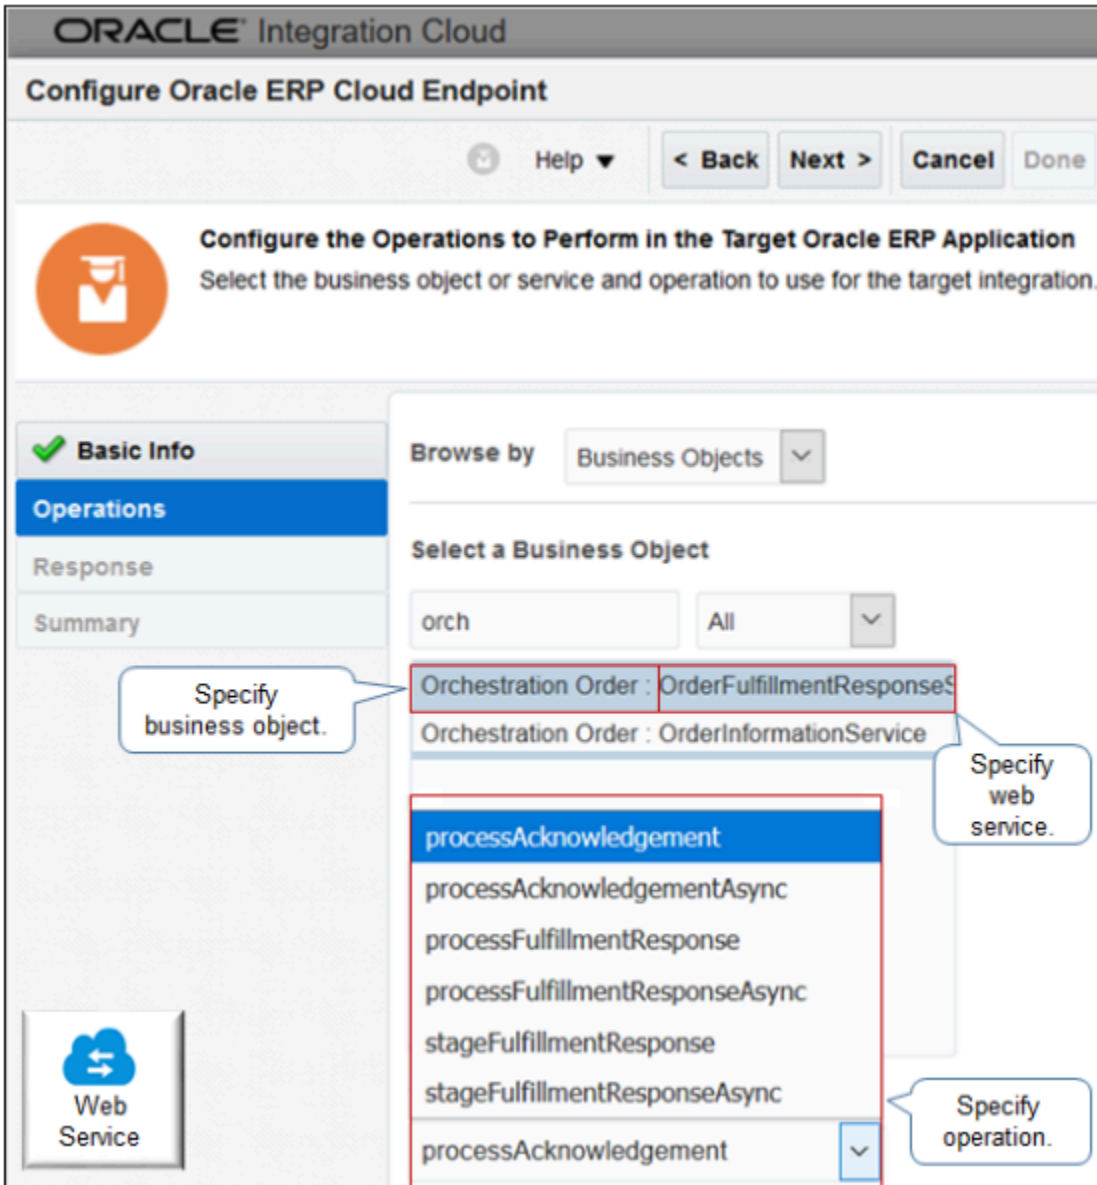 ORACLE Integration Cloud
Configure Oracle ERP Cloud Endpoint
Help
< Back
Next >
Cancel
Done
Configure the Operations to Perform in the Target Oracle ERP Application
Select the business object or service and operation to use for the target integration.
Basic Info
Operations
Response
Summary
Browse by
Business Objects
Select a Business Object
orch
All
Specify
business object.
Orchestration Order : OrderFulfillmentResponseS
Orchestration Order : OrderInformationService
Specify
web
service.
processAcknowledgement
processAcknowledgementAsync
processFulfillmentResponse
processFulfillmentResponseAsync
stageFulfillmentResponse
stageFulfillmentResponseAsync
processAcknowledgement
Specify
operation.
Web
Service